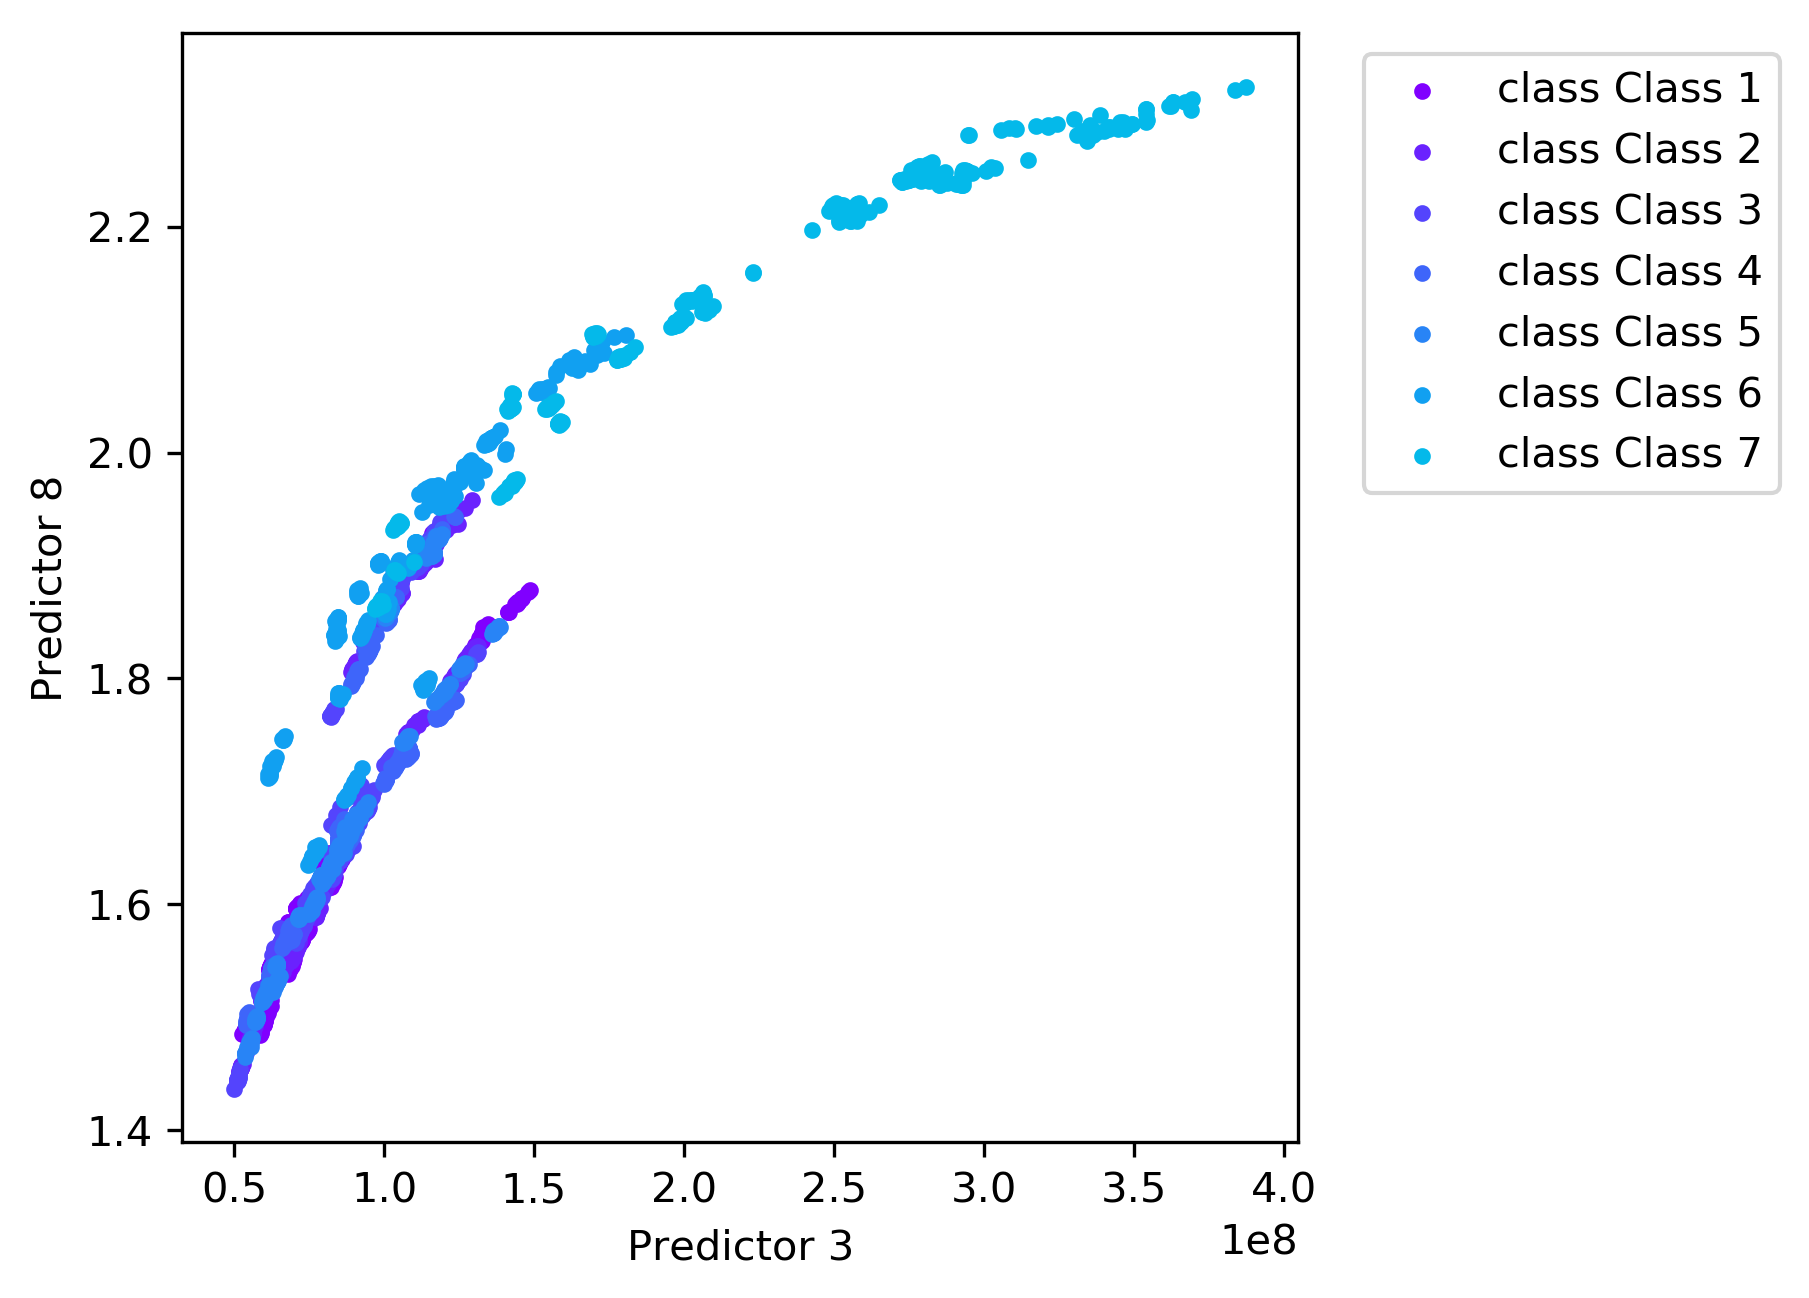 class Class 1
class Class 2
class Class 3
class Class 4
class Class 5
class Class 6
class Class 7
Predictor 8
2.2
2.0
1.8
1.6
1.4
0.5 1.0 1.5 2.0 2.5 3.0 3.5 4.0
1e8
Predictor 3